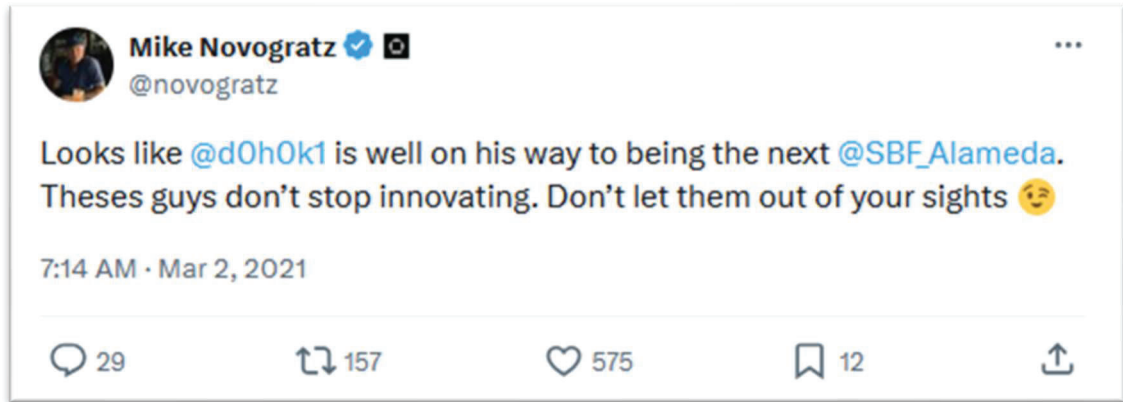 Mike Novogratz
@novogratz
Looks like @d0h0k1 is well on his way to being the next @SBF_Alameda.
Theses guys don’t stop innovating. Don’t let them out of your sights 😉
7:14 AM · Mar 2, 2021
29 157 575 12